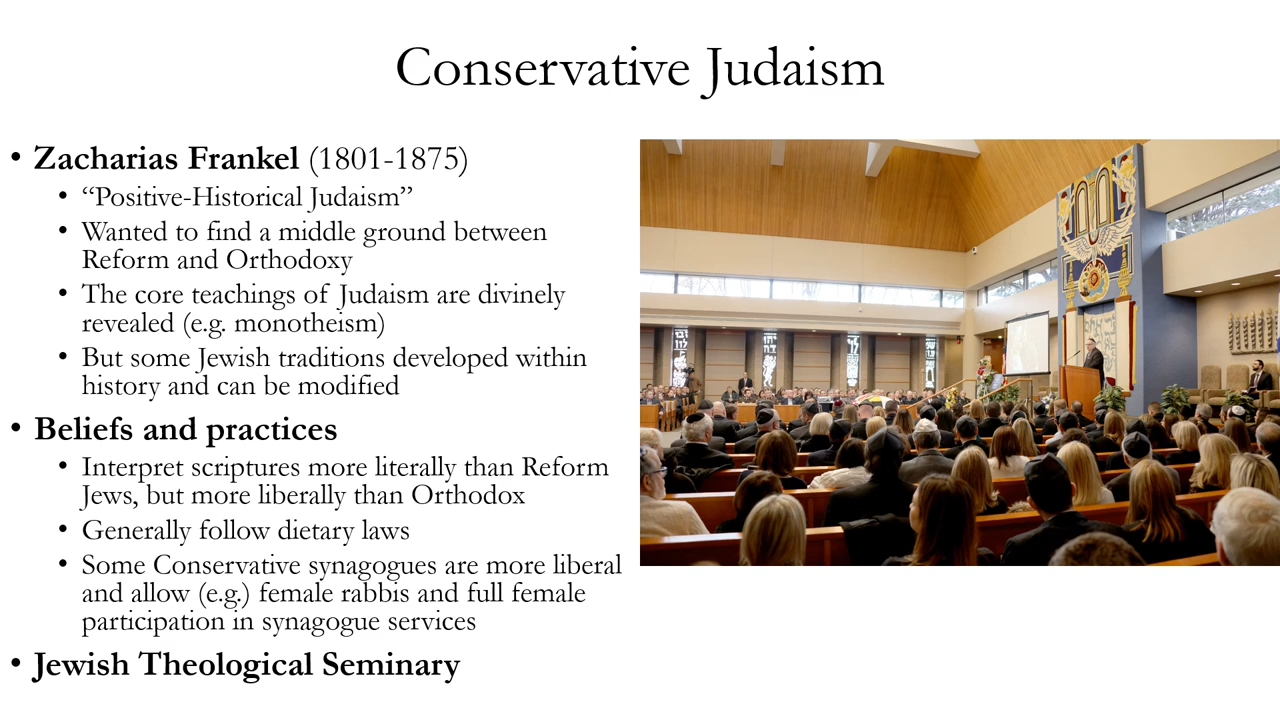 Conservative Judaism
• Zacharias Frankel (1801-1875)
• “Positive-Historical Judaism”
• Wanted to find a middle ground between
Reform and Orthodoxy
• The core teachings of Judaism are divinely
revealed (e.g. monotheism)
• But some Jewish traditions developed within
history and can be modified
• Beliefs and practices
• Interpret scriptures more literally than Reform
Jews, but more liberally than Orthodox
• Generally follow dietary laws
• Some Conservative synagogues are more liberal
and allow (e.g.) female rabbis and full female
participation in synagogue services
• Jewish Theological Seminary